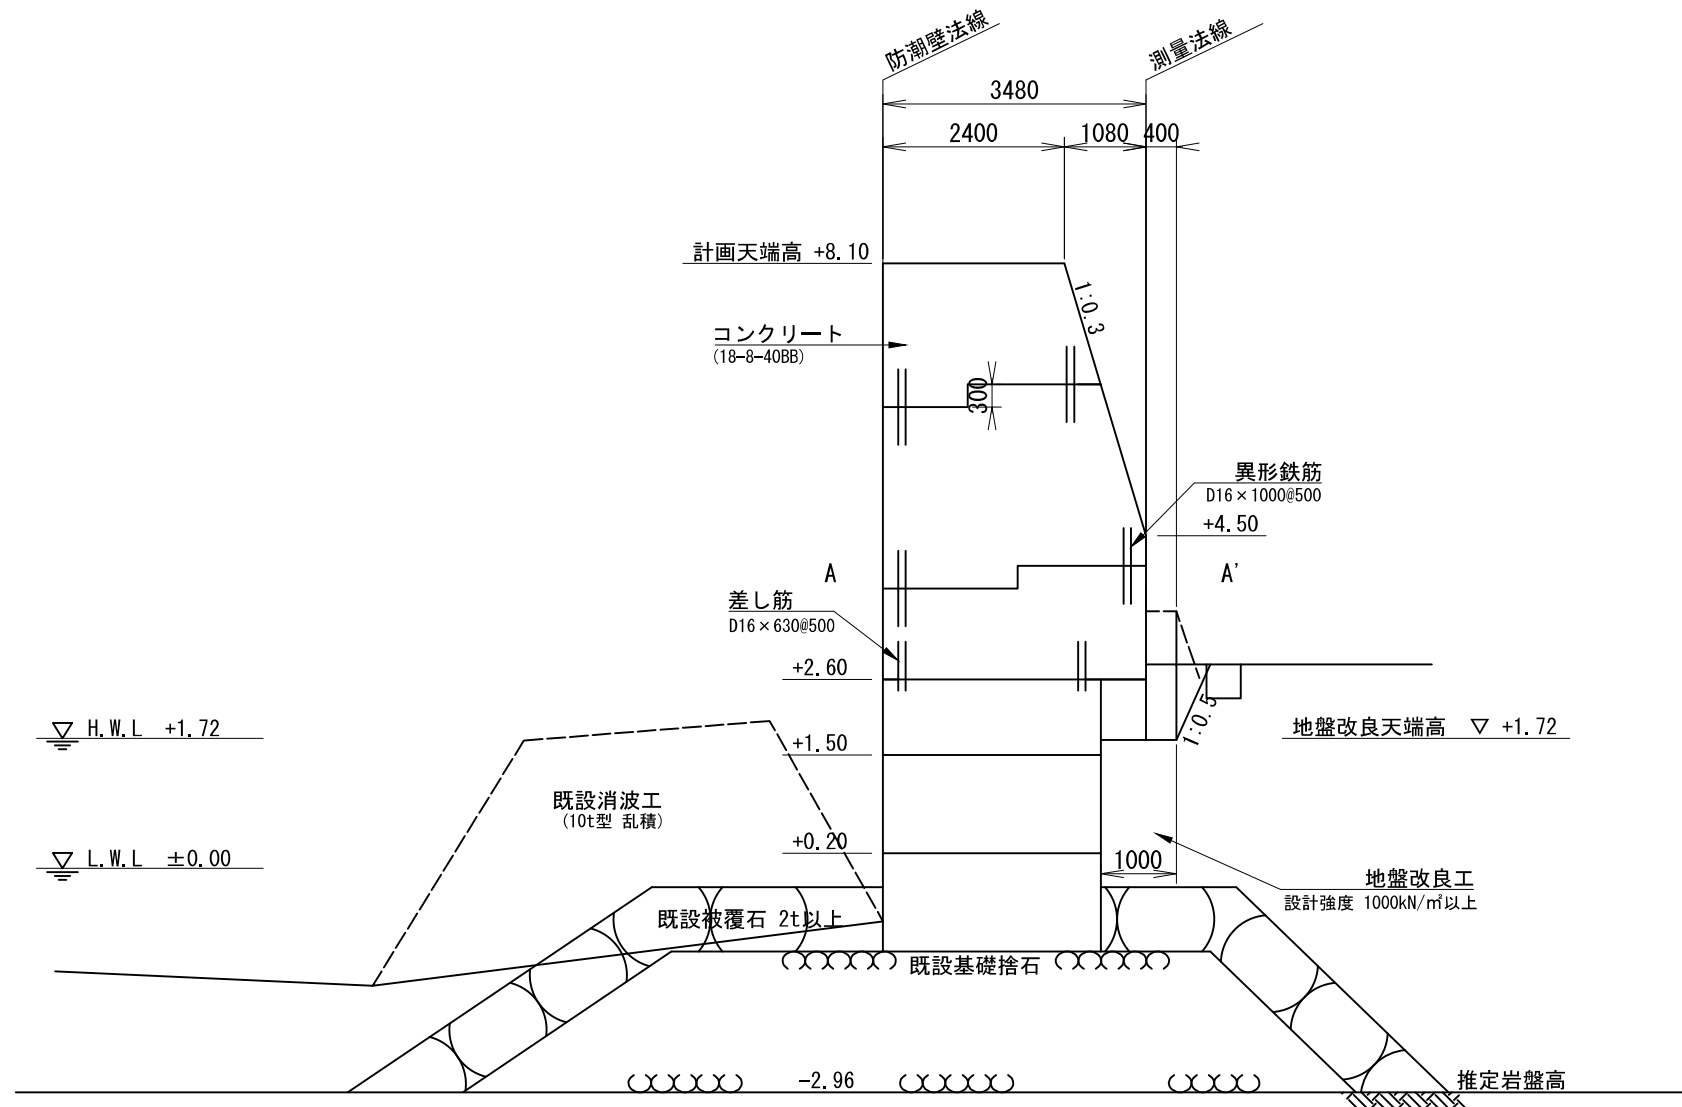 防潮壁法線
測量法線
3480
2400
1080
400
計画天端高 +8.10
1:0.3
コンクリート
(18-8-40BB)
300
異形鉄筋
D16×1000@500
+4.50
A
A'
差し筋
D16×630@500
+2.60
H.W.L +1.72
地盤改良天端高 ▽ +1.72
1:0.5
+1.50
既設消波工
(10t型 乱積)
+0.20
L.W.L ±0.00
1000
地盤改良工
設計強度 1000kN/㎡以上
既設被覆石 2t以上
既設基礎捨石
-2.96
推定岩盤高